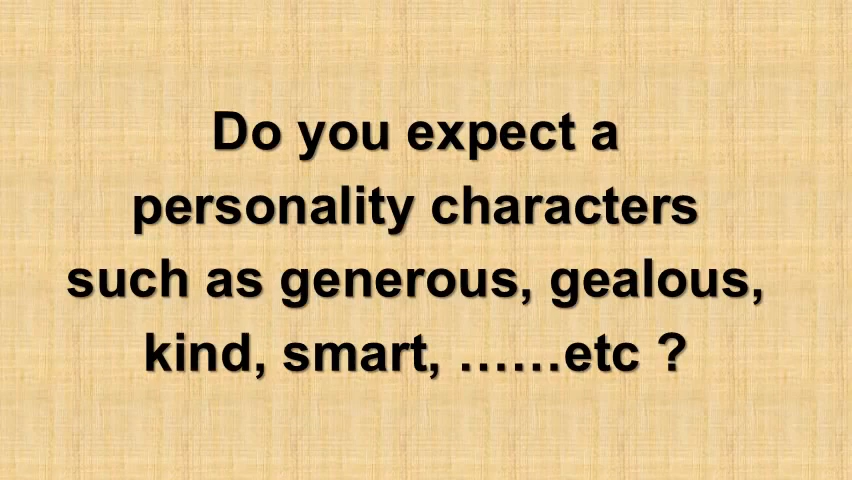 Do you expect a
personality characters
such as generous, gealous,
kind, smart, ……etc ?